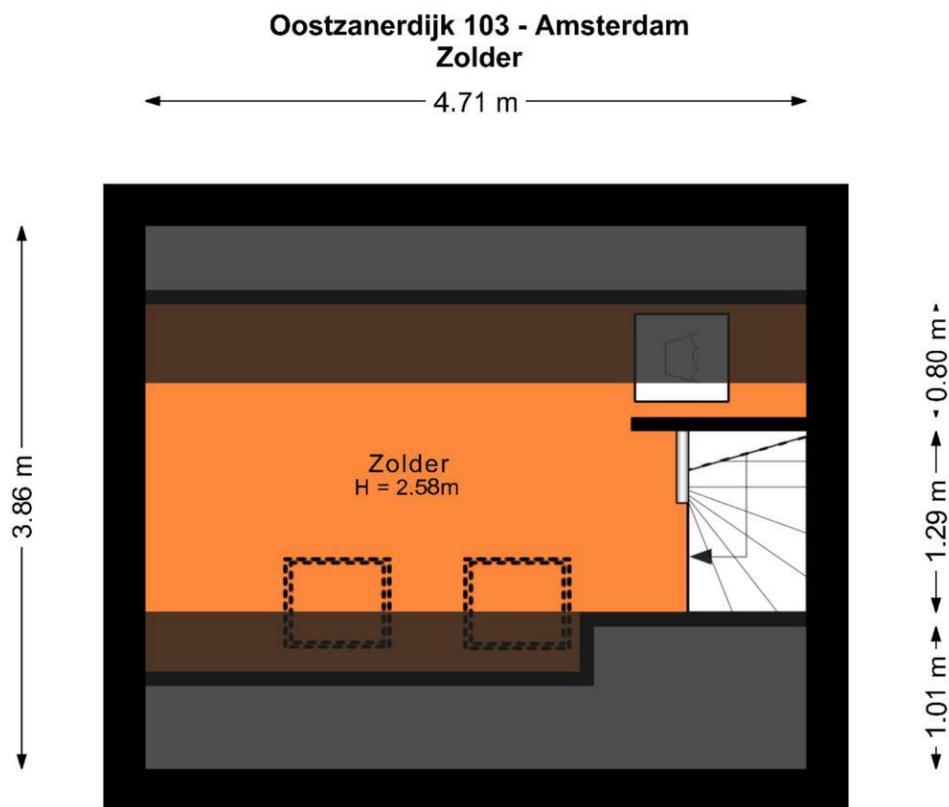 Oostzanerdijk 103 - Amsterdam
Zolder
4.71 m
3.86 m
0.80 m
Zolder
H = 2.58m
1.29 m
1.01 m